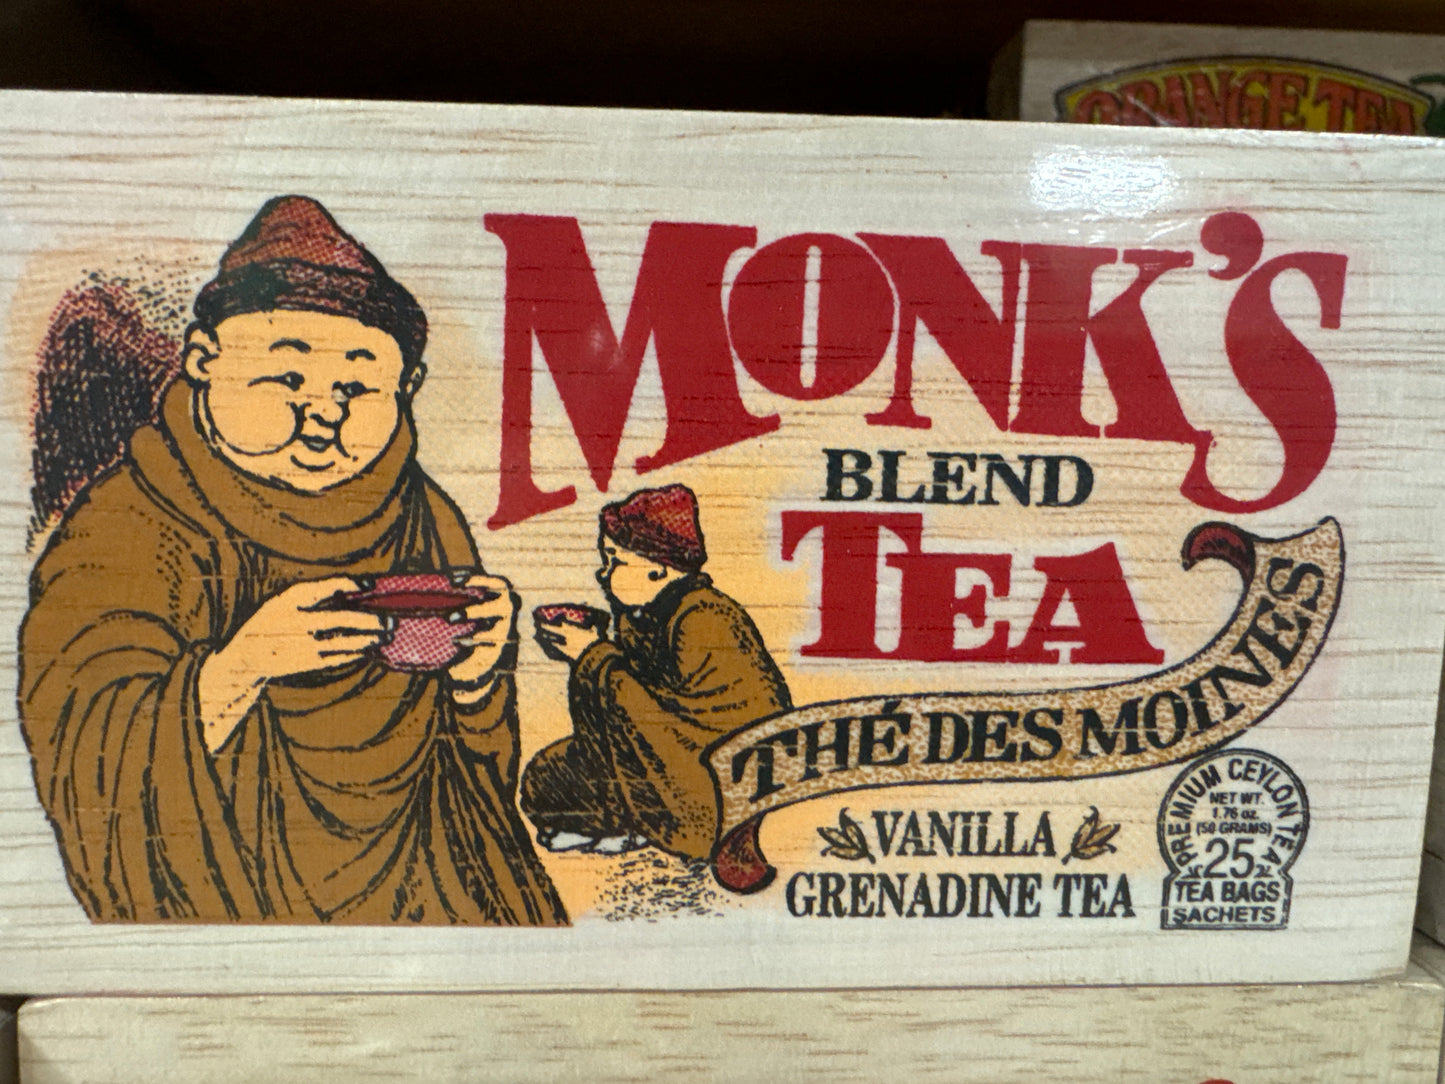 ORANGE TEA
MONK'S
BLEND
TEA
THÉ DES MOINES
VANILLA
GRENADINE TEA
PREMIUM CEYLON TEA
NET WT.
1.76 oz.
(50 GRAMS)
25
TEA BAGS
SACHETS